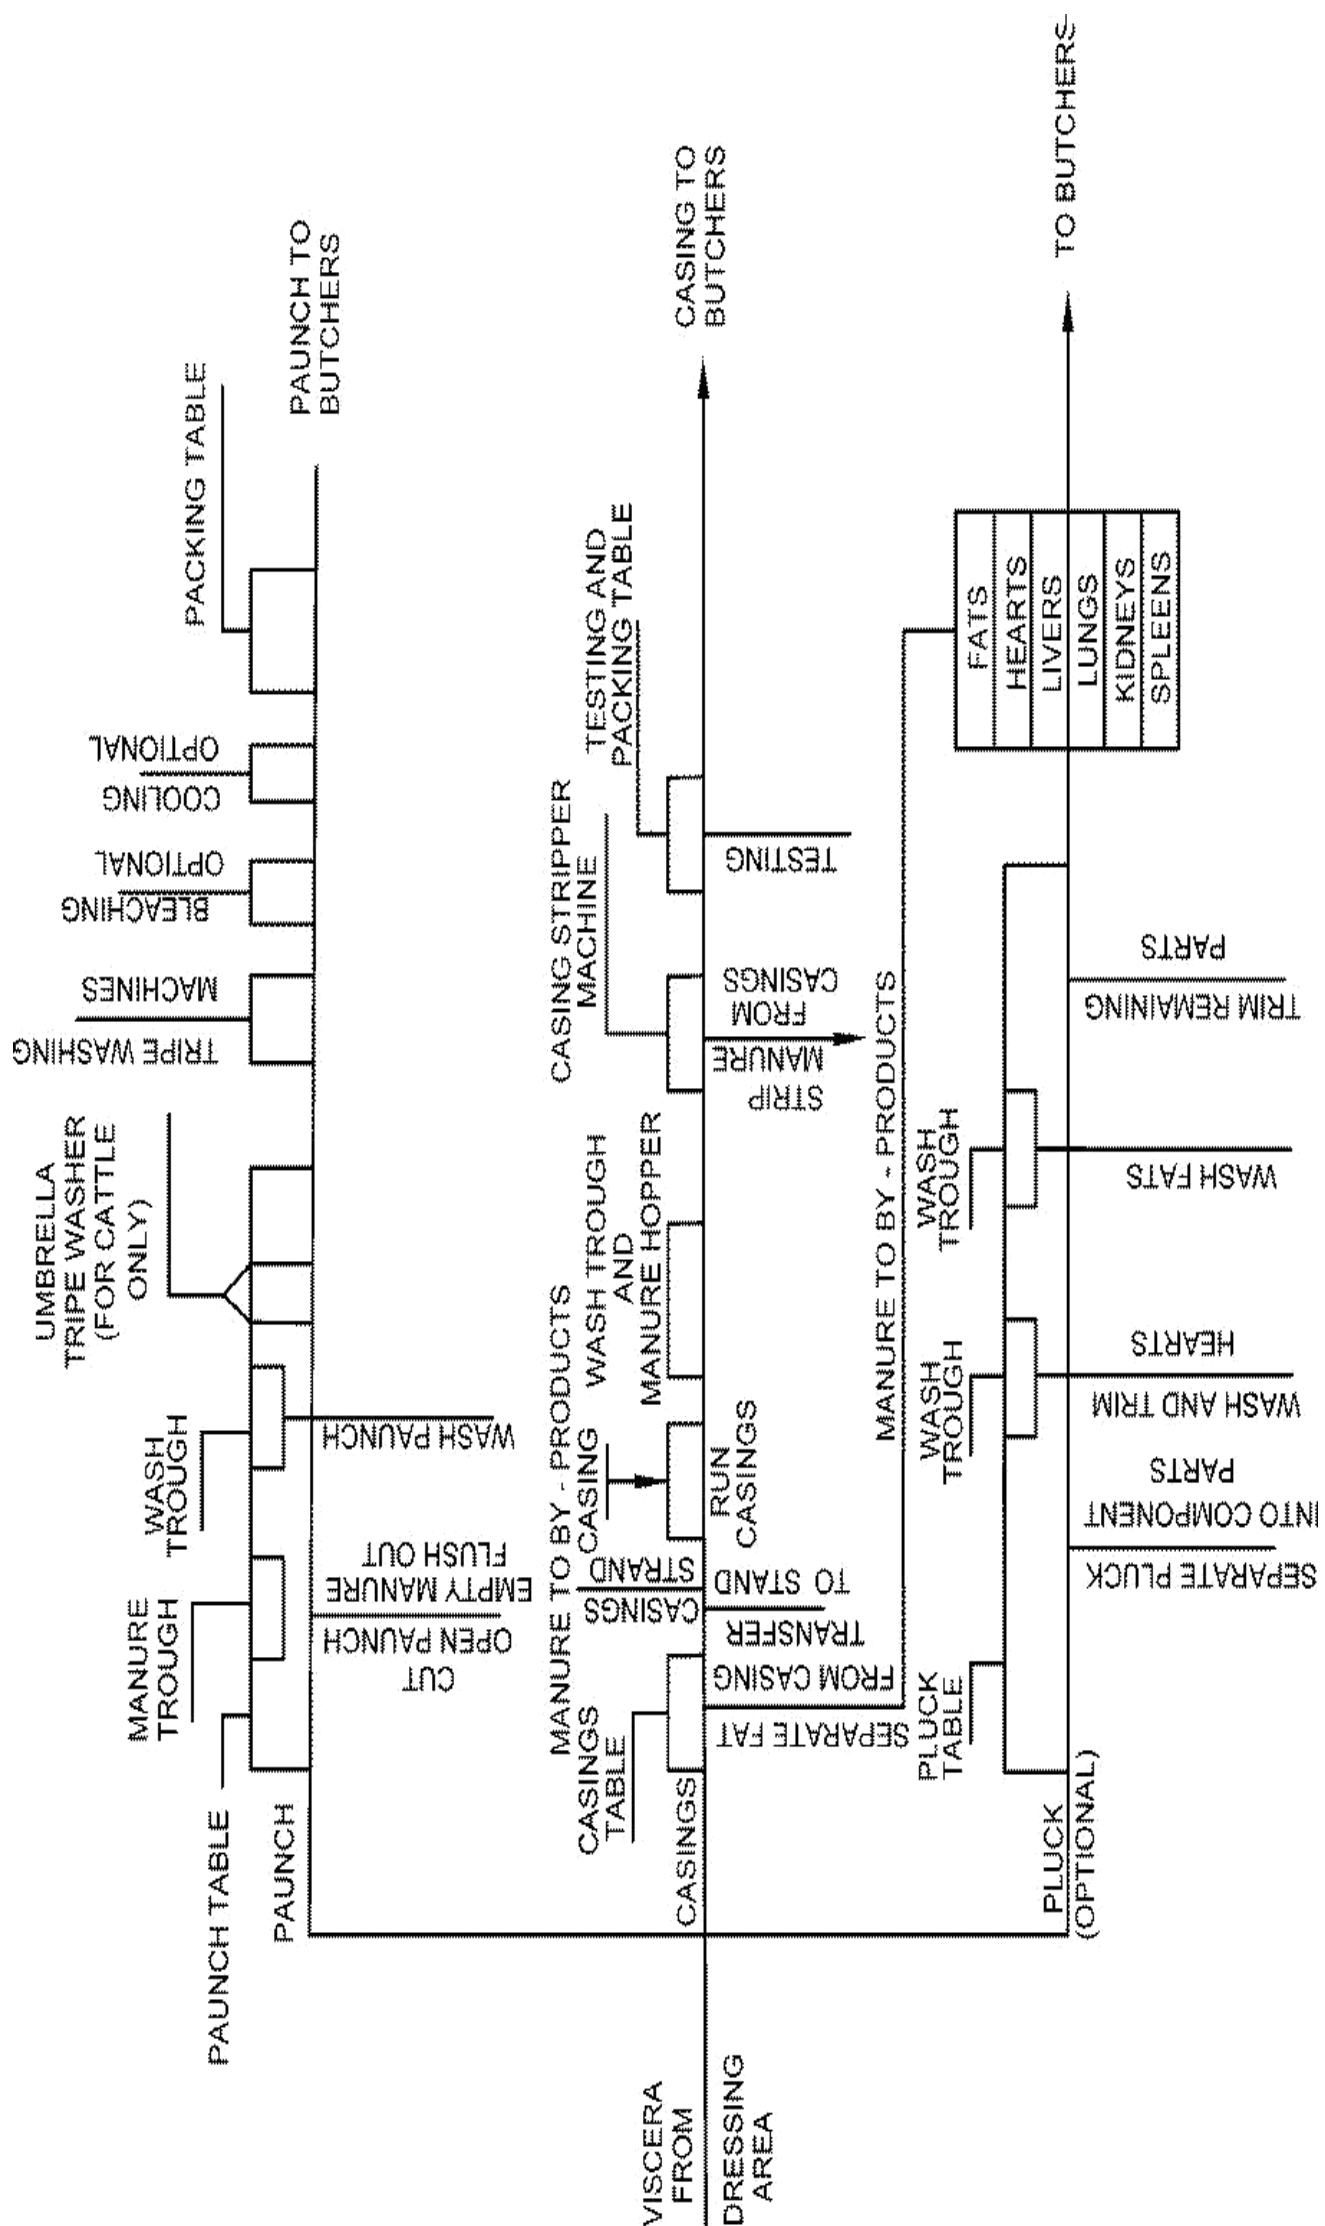 VISCERA
FROM
DRESSING
AREA
PAUNCH TABLE
PAUNCH
MANURE
TROUGH
WASH
TROUGH
UMBRELLA
TRIPE WASHER
(FOR CATTLE
ONLY)
TRIPE WASHING
MACHINES
BLEACHING
OPTIONAL
COOLING
OPTIONAL
PACKING TABLE
PAUNCH TO
BUTCHERS
CUT
OPEN PAUNCH
EMPTY MANURE
FLUSH OUT
WASH PAUNCH
CASINGS
CASINGS
TABLE
MANURE TO BY - PRODUCTS
SEPARATE FAT
FROM CASING
TRANSFER
TO STAND
CASINGS
STRAND
CASING
RUN
CASINGS
WASH TROUGH
AND
MANURE HOPPER
CASING STRIPPER
MACHINE
STRIP
MANURE
FROM
CASINGS
TESTING AND
PACKING TABLE
TESTING
CASING TO
BUTCHERS
MANURE TO BY - PRODUCTS
PLUCK
(OPTIONAL)
PLUCK
TABLE
SEPARATE PLUCK
INTO COMPONENT
PARTS
WASH
TROUGH
WASH AND TRIM
HEARTS
WASH
TROUGH
WASH FATS
TRIM REMAINING
PARTS
FATS
HEARTS
LIVERS
LUNGS
KIDNEYS
SPLEENS
TO BUTCHERS